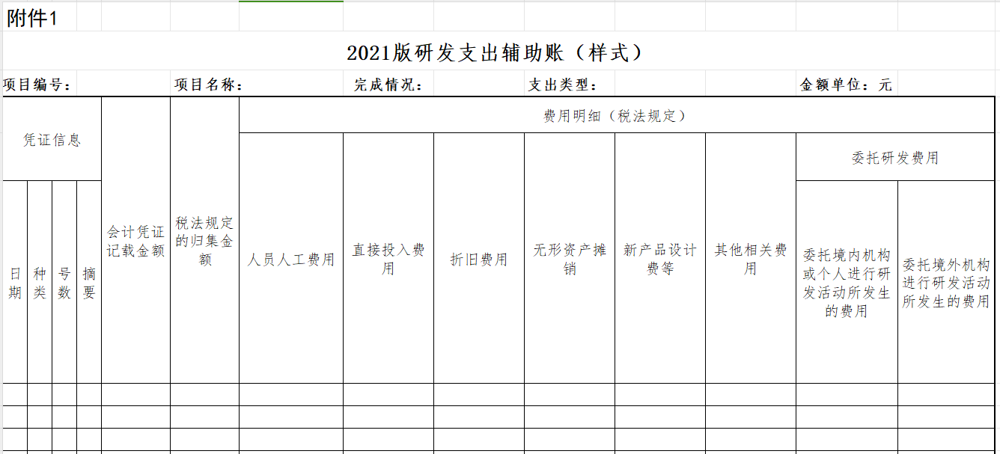 附件1
2021版研发支出辅助账（样式）
项目编号： 项目名称： 完成情况： 支出类型： 金额单位：元
凭证信息
会计凭证
记载金额
税法规定
的归集金
额
费用明细（税法规定）
人员人工费用
直接投入费
用
折旧费用
无形资产摊
销
新产品设计
费等
其他相关费
用
委托研发费用
日
期
种
类
号
数
摘
要
委托境内机构
或个人进行研
发活动所发生
的费用
委托境外机构
进行研发活动
所发生的费用